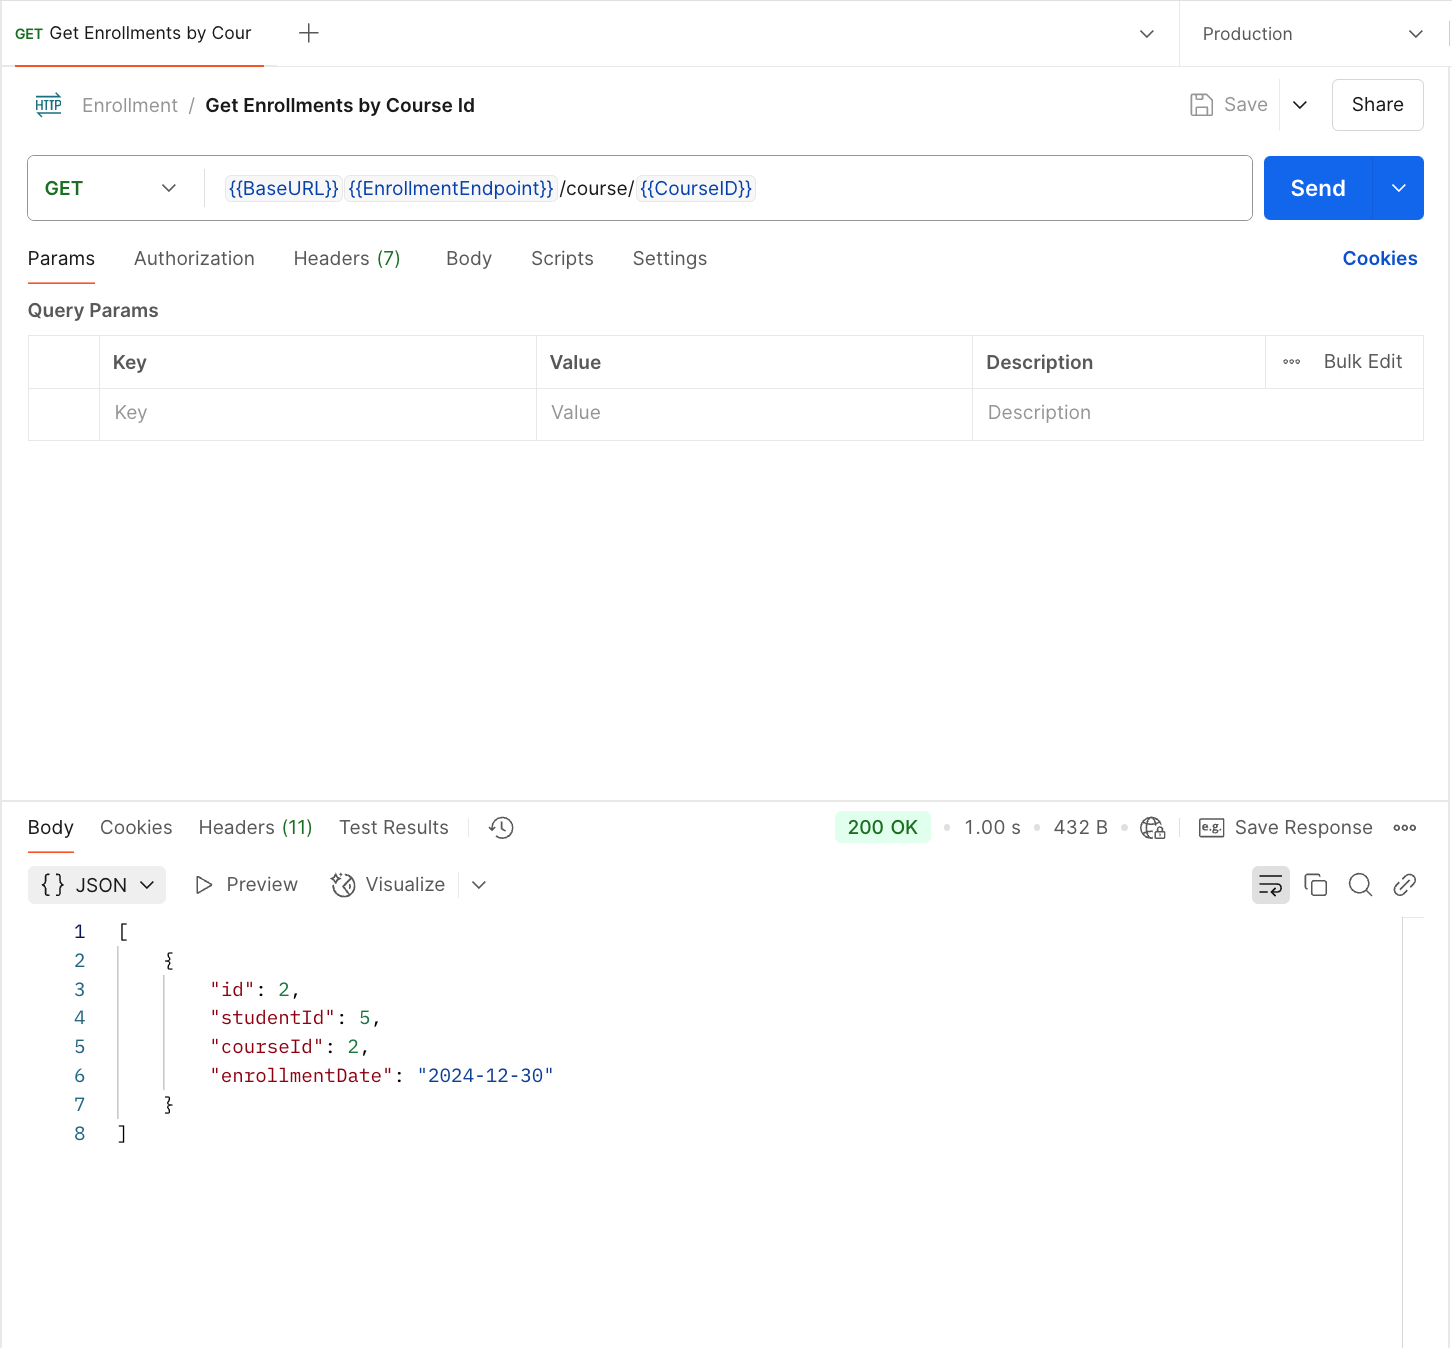 GET Get Enrollments by Cour
Production
HTTP Enrollment / Get Enrollments by Course Id
Save
Share
GET
{{BaseURL}} {{EnrollmentEndpoint}} /course/ {{CourseID}}
Send
Params Authorization Headers (7) Body Scripts Settings
Cookies
Query Params
Key Value Description Bulk Edit
Key Value Description
Body Cookies Headers (11) Test Results
200 OK 1.00 s 432 B e.g. Save Response
{ } JSON Preview Visualize
1 [
2 {
3 "id": 2,
4 "studentId": 5,
5 "courseId": 2,
6 "enrollmentDate": "2024-12-30"
7 }
8 ]